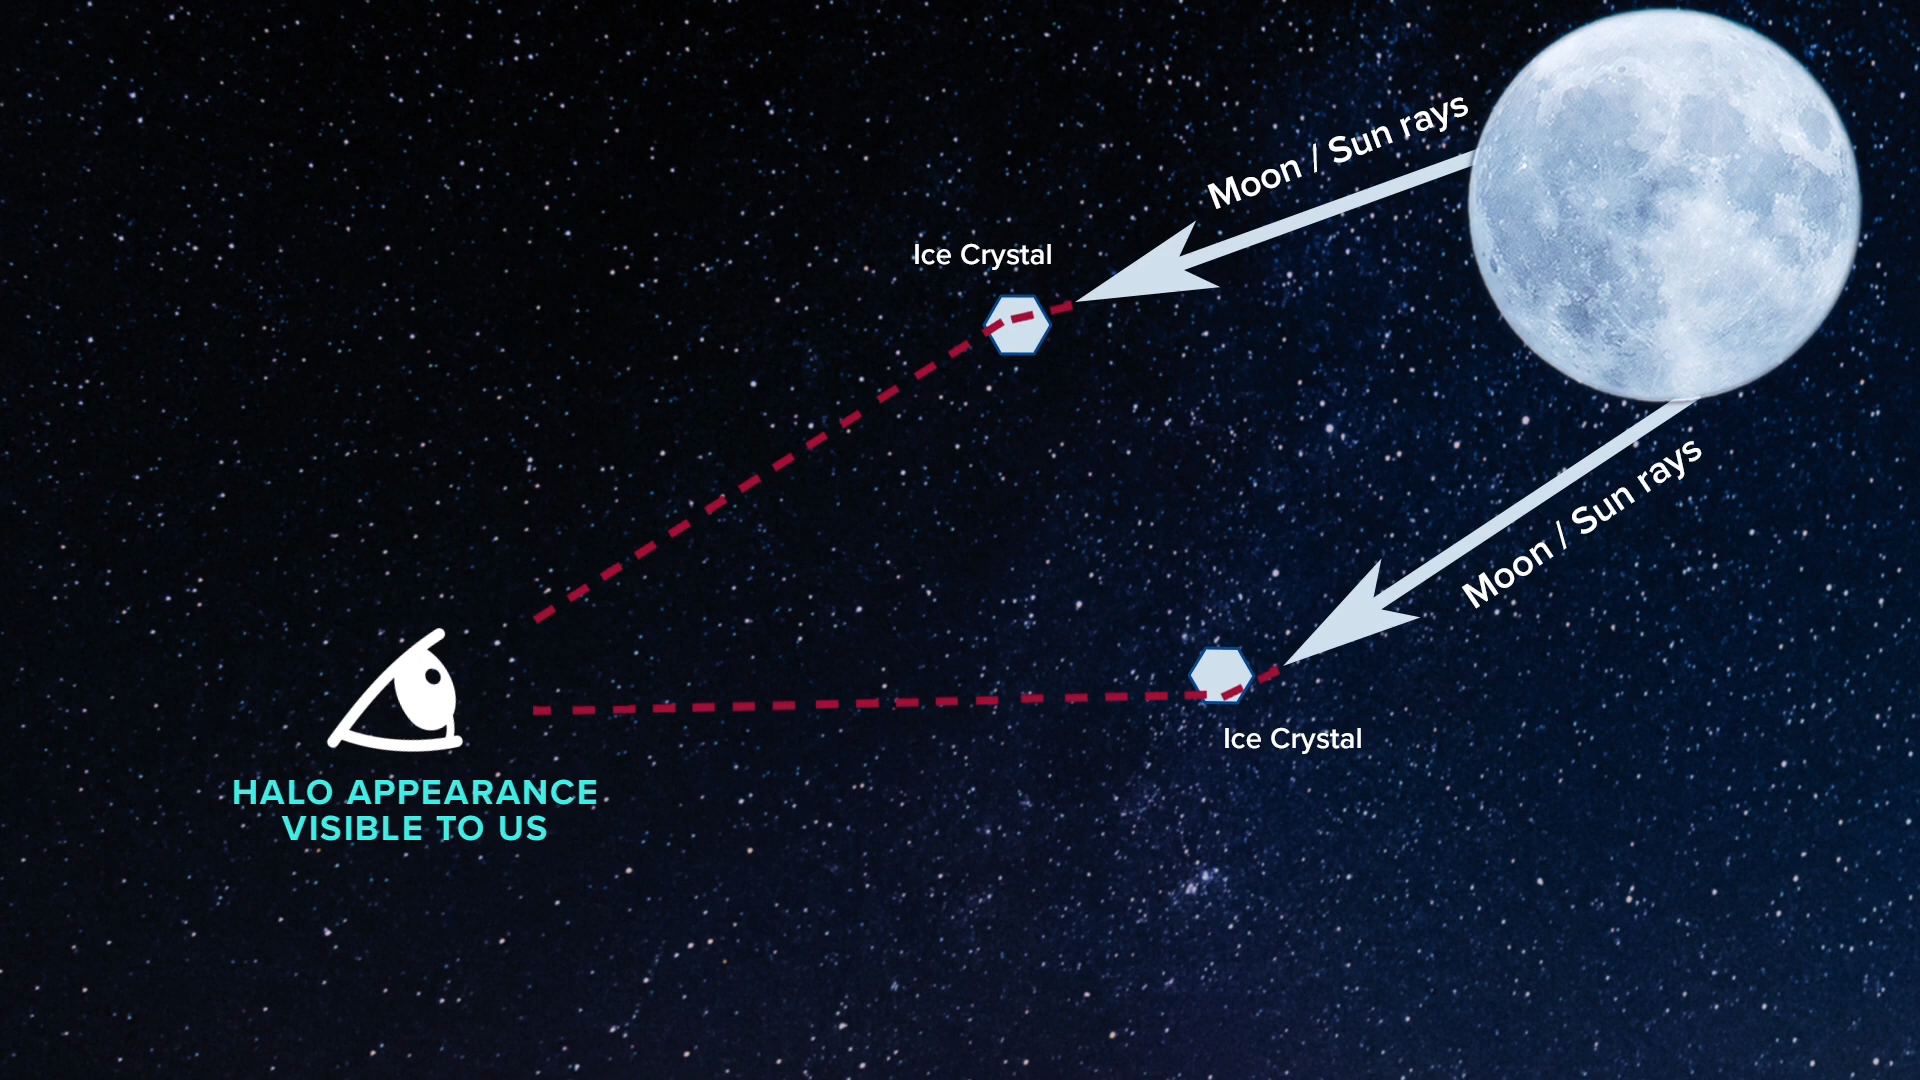 Moon / Sun rays
Ice Crystal
Moon / Sun rays
Ice Crystal
HALO APPEARANCE
VISIBLE TO US